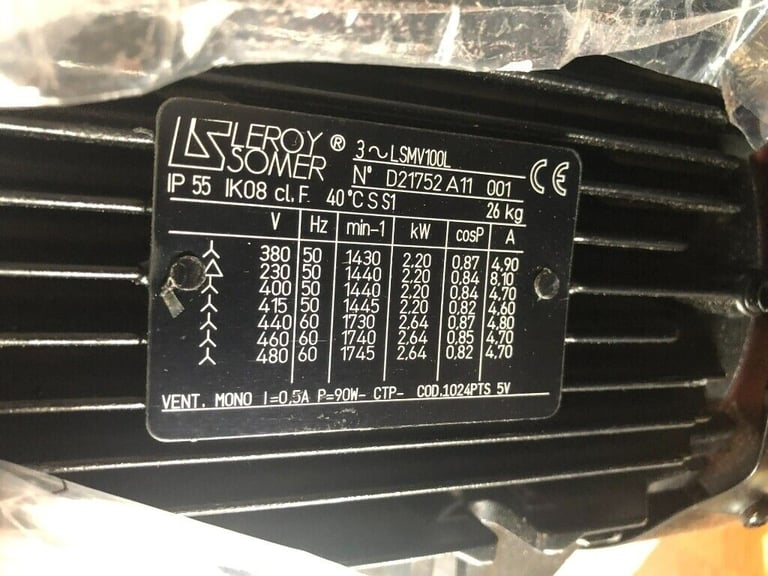 LEROY® 3~LSMV100L
SOMER N° D21752 A11 001 CE
IP 55 IK08 cl.F. 40°C S S1 26 kg
V Hz min-1 kW cosP A
380 50 1430 2.20 0.87 4.90
230 50 1440 2.20 0.84 8.10
400 50 1440 2.20 0.84 4.70
415 50 1445 2.20 0.82 4.60
440 60 1730 2.64 0.87 4.80
460 60 1740 2.64 0.85 4.70
480 60 1745 2.64 0.82 4.70
VENT. MONO I=0,5A P=90W- CTP- COD.1024PTS 5V